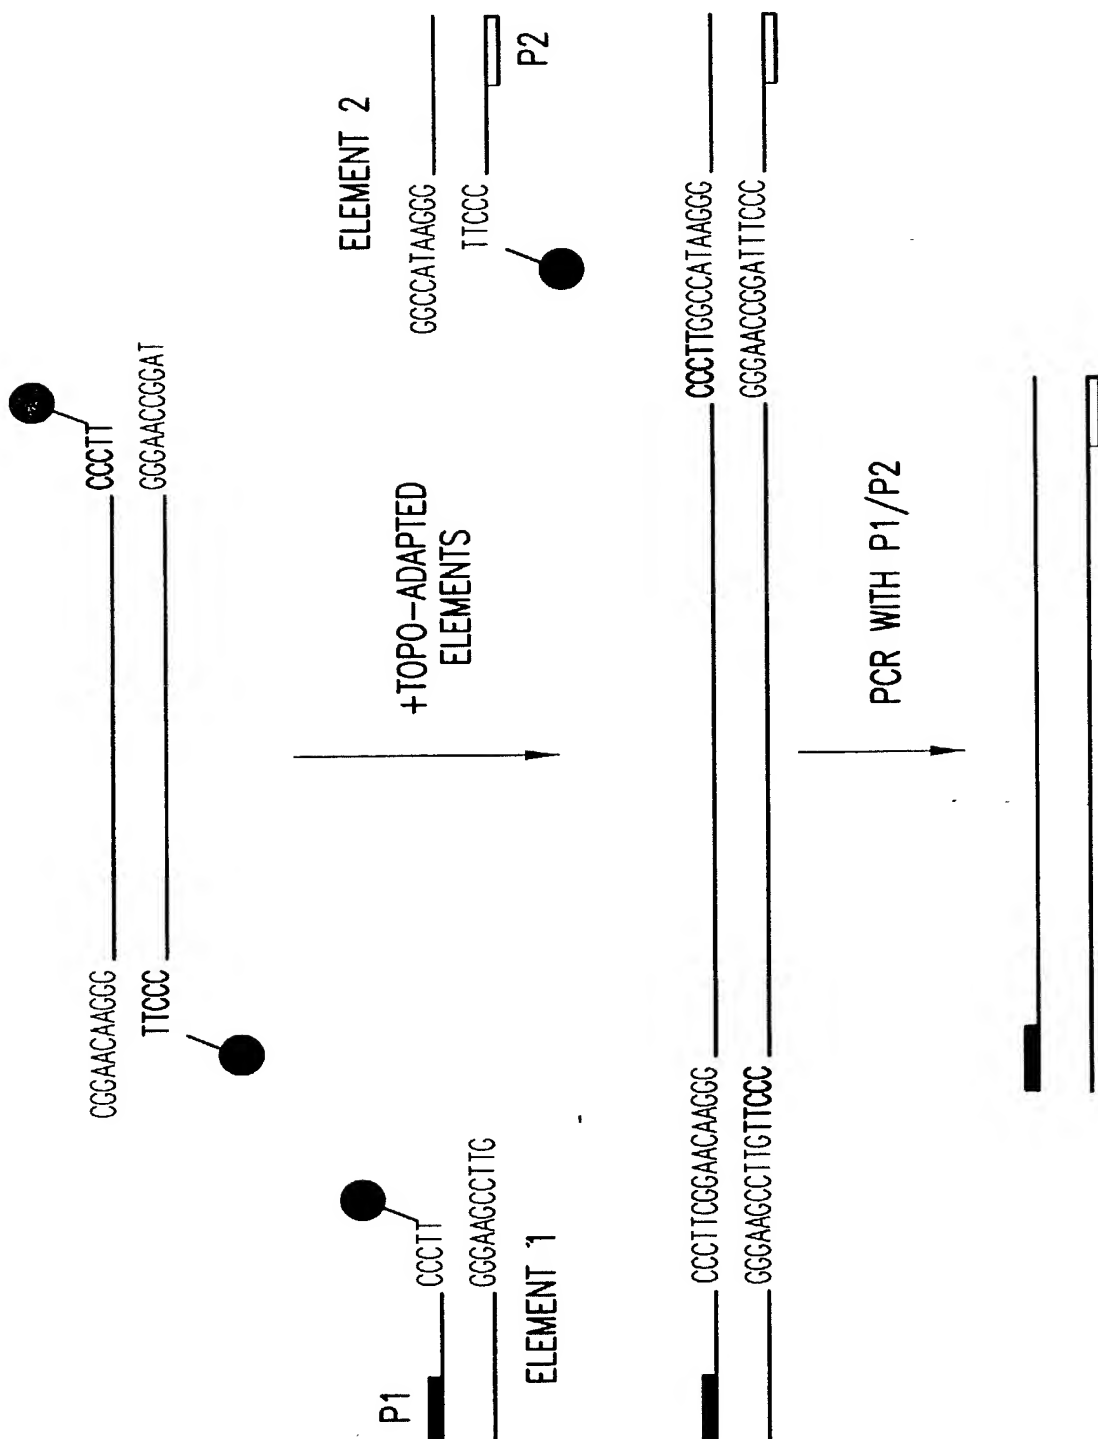 CGGAACAAGGG
CCCTT
TTCCC
GGGAACCGGAT
P1
CCCTT
GGGAAGCCTTG
ELEMENT 1
+TOPO-ADAPTED
ELEMENTS
ELEMENT 2
GGCCATAAGGG
TTCCC
P2
CCCTTCGGAACAAGGG
CCCTTGGCCATAAGGG
GGGAAGCCTTGTTCCC
GGGAACCGGATTTCCC
PCR WITH P1/P2